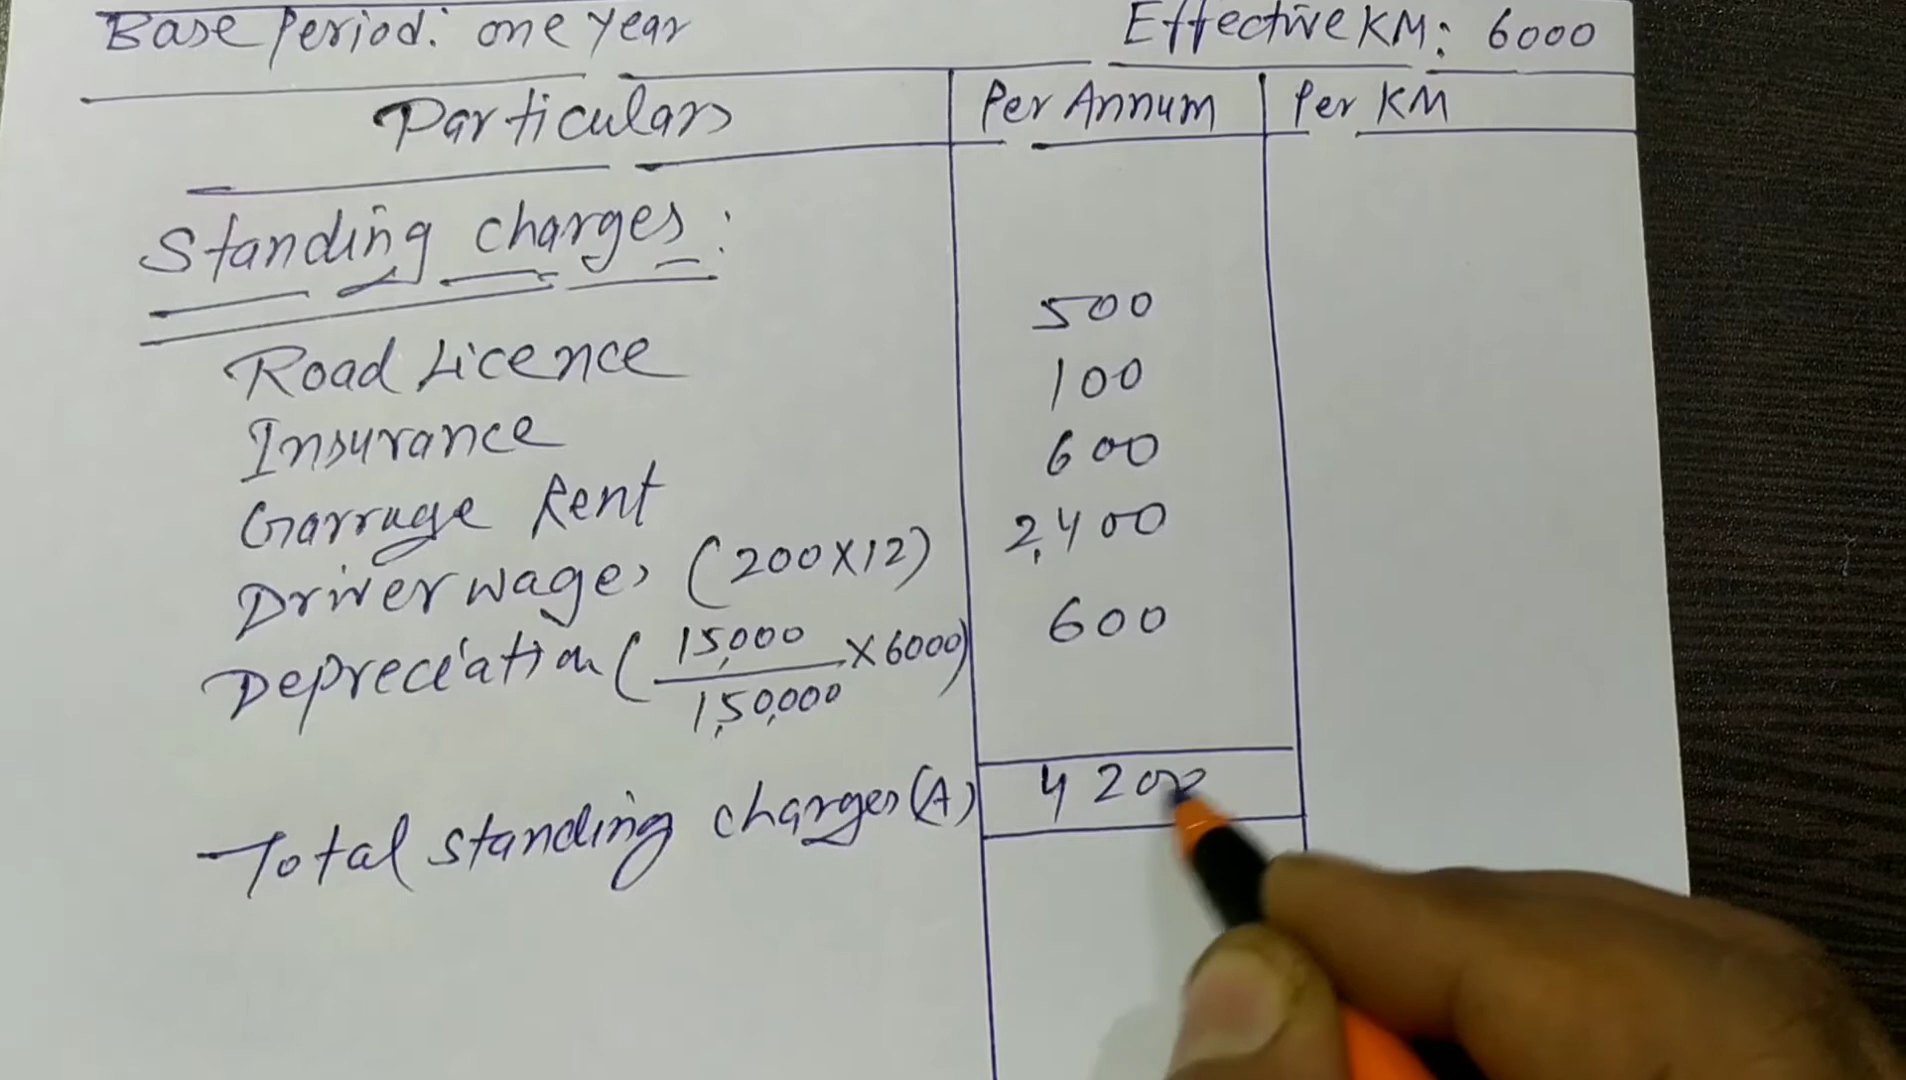 Base Period: one year Effective KM: 6000
Particulars Per Annum Per KM
Standing charges:
Road Licence 500
Insurance 100
Garrage Rent 600
Driver wages (200X12) 2,400
Depreciation (15,000/1,50,000 X 6000) 600
Total standing charges (A) 4200